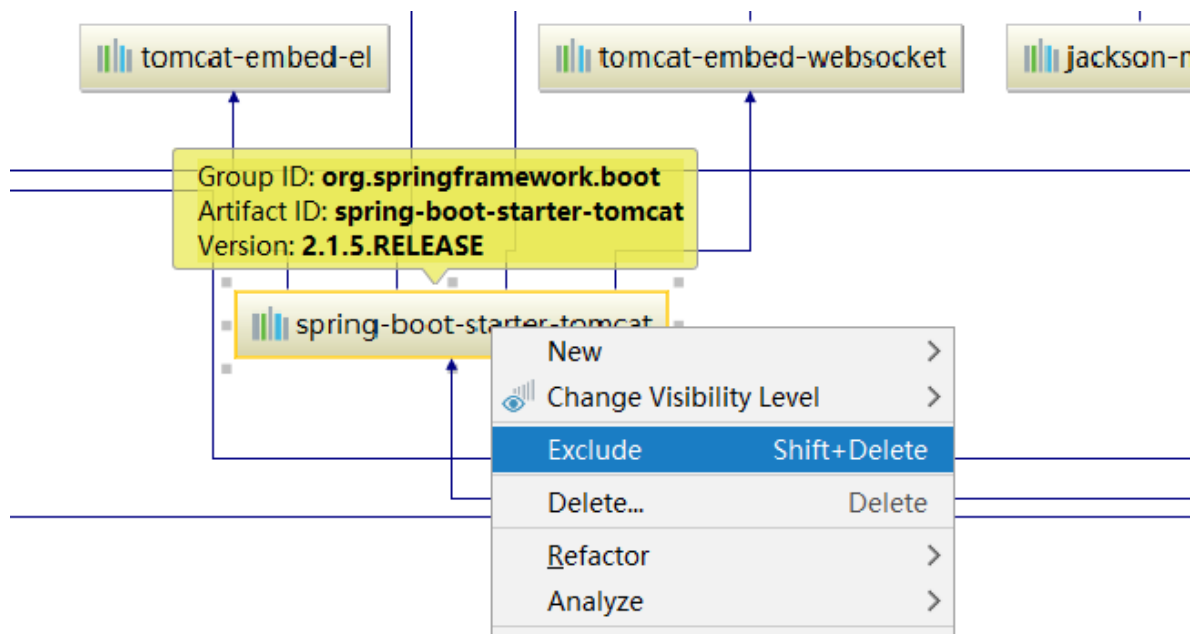 tomcat-embed-el
tomcat-embed-websocket
jackson-
Group ID: org.springframework.boot
Artifact ID: spring-boot-starter-tomcat
Version: 2.1.5.RELEASE
spring-boot-starter-tomcat
New
Change Visibility Level
Exclude Shift+Delete
Delete... Delete
Refactor
Analyze